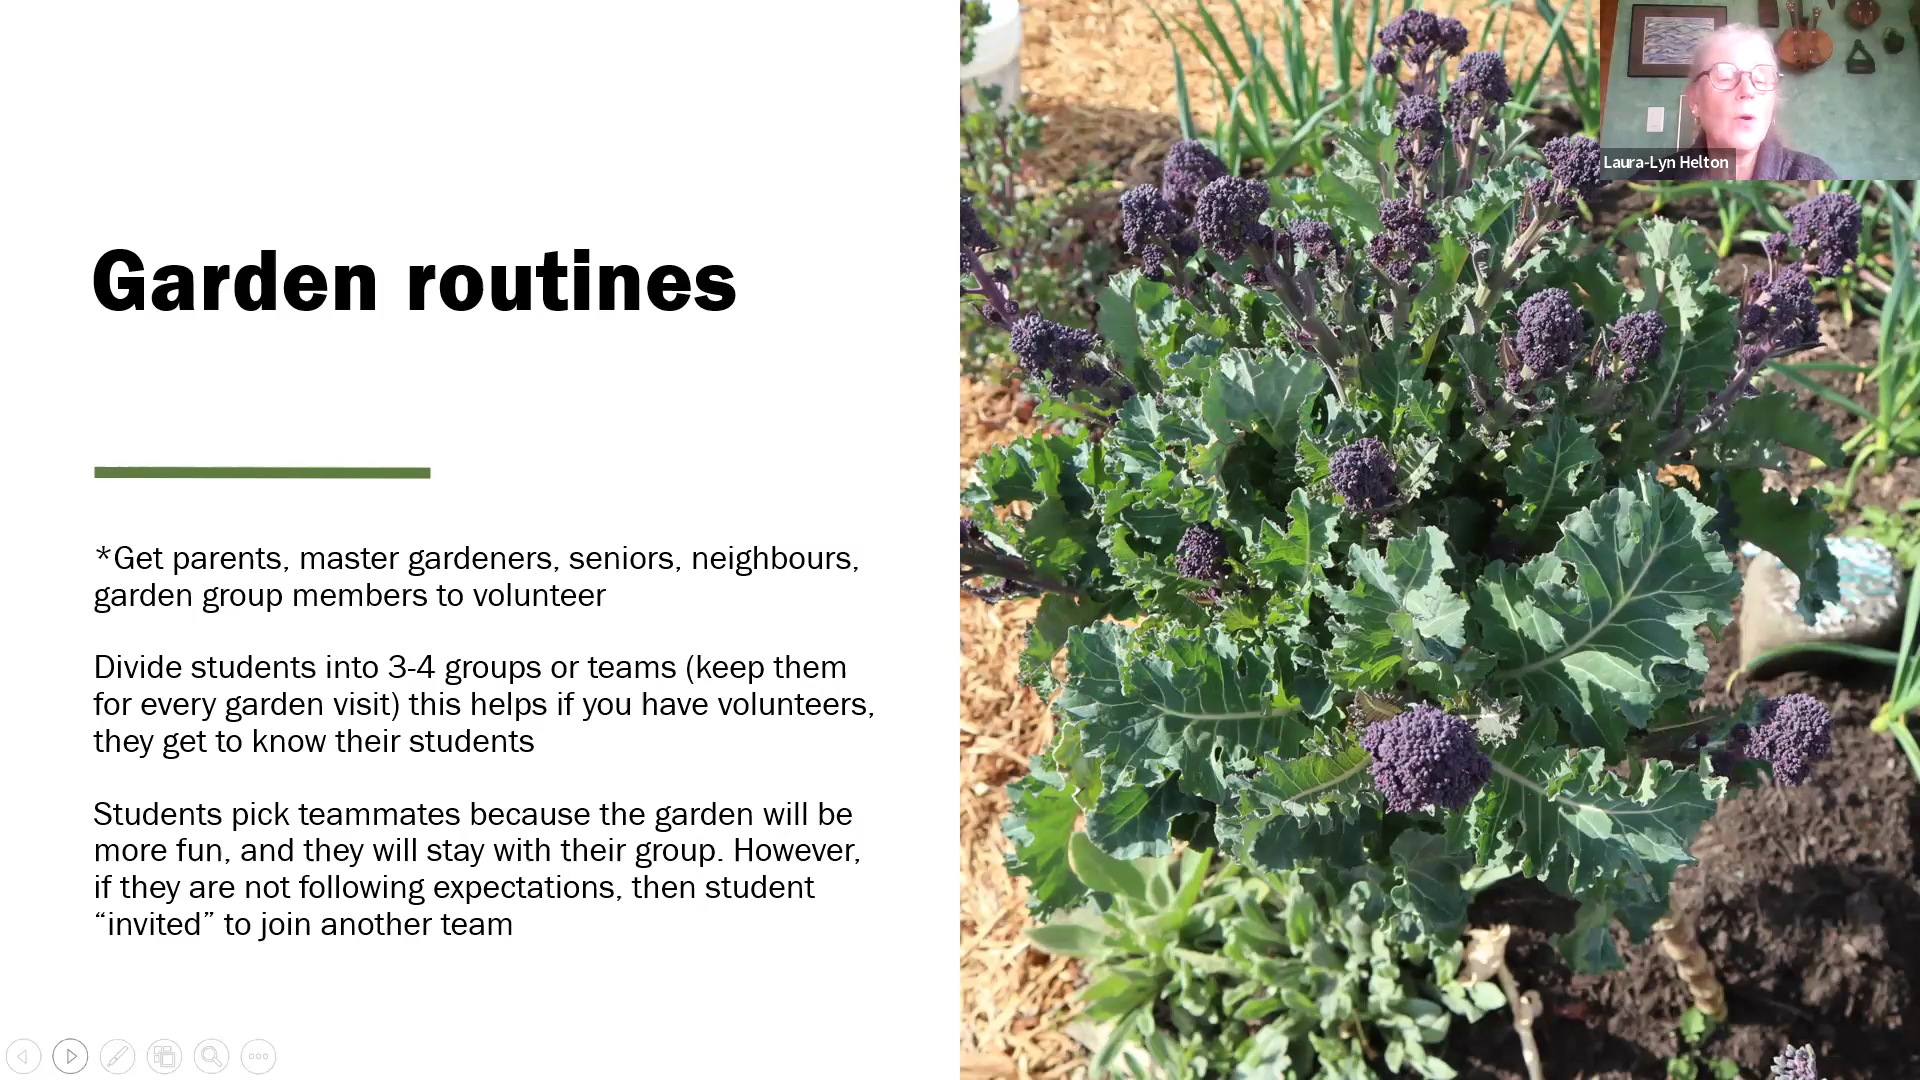 Laura-Lyn Helton
Garden routines
*Get parents, master gardeners, seniors, neighbours,
garden group members to volunteer
Divide students into 3-4 groups or teams (keep them
for every garden visit) this helps if you have volunteers,
they get to know their students
Students pick teammates because the garden will be
more fun, and they will stay with their group. However,
if they are not following expectations, then student
“invited” to join another team